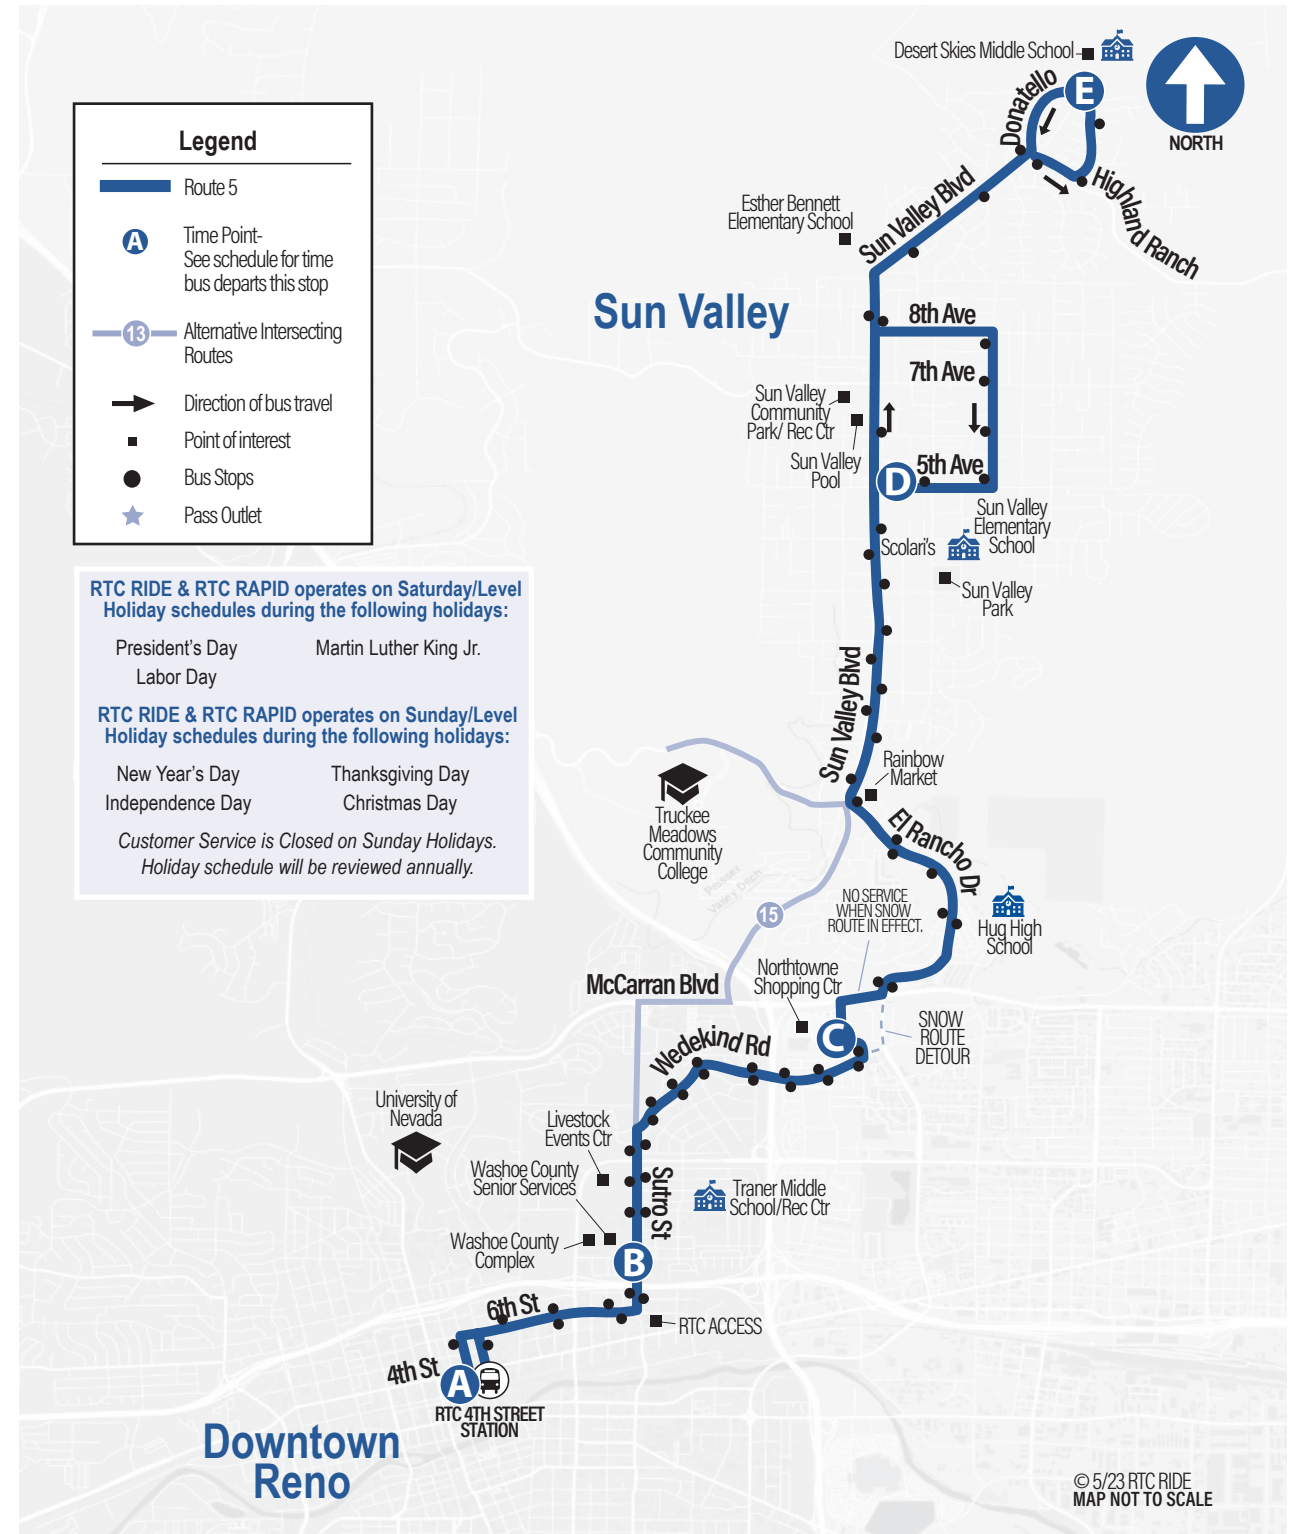 Desert Skies Middle School
E
NORTH
Donatello
Highland Ranch
Legend
Route 5
A
Time Point-
See schedule for time
bus departs this stop
13
Alternative Intersecting
Routes
Direction of bus travel
Point of interest
Bus Stops
Pass Outlet
Esther Bennett
Elementary School
Sun Valley Blvd
Sun Valley
8th Ave
7th Ave
Sun Valley
Community
Park/ Rec Ctr
Sun Valley
Pool
5th Ave
D
Sun Valley
Elementary
School
Scolari's
Sun Valley
Park
RTC RIDE & RTC RAPID operates on Saturday/Level
Holiday schedules during the following holidays:
President's Day
Martin Luther King Jr.
Labor Day
RTC RIDE & RTC RAPID operates on Sunday/Level
Holiday schedules during the following holidays:
New Year's Day
Thanksgiving Day
Independence Day
Christmas Day
Customer Service is Closed on Sunday Holidays.
Holiday schedule will be reviewed annually.
Sun Valley Blvd
Rainbow
Market
Truckee
Meadows
Community
College
El Rancho Dr
Valley Ditch
15
NO SERVICE
WHEN SNOW
ROUTE IN EFFECT.
Hug High
School
McCarran Blvd
Northtowne
Shopping Ctr
C
SNOW
ROUTE
DETOUR
Wedekind Rd
University of
Nevada
Livestock
Events Ctr
Washoe County
Senior Services
Sutro St
Traner Middle
School/Rec Ctr
Washoe County
Complex
B
6th St
RTC ACCESS
4th St
A
RTC 4TH STREET
STATION
Downtown
Reno
© 5/23 RTC RIDE
MAP NOT TO SCALE